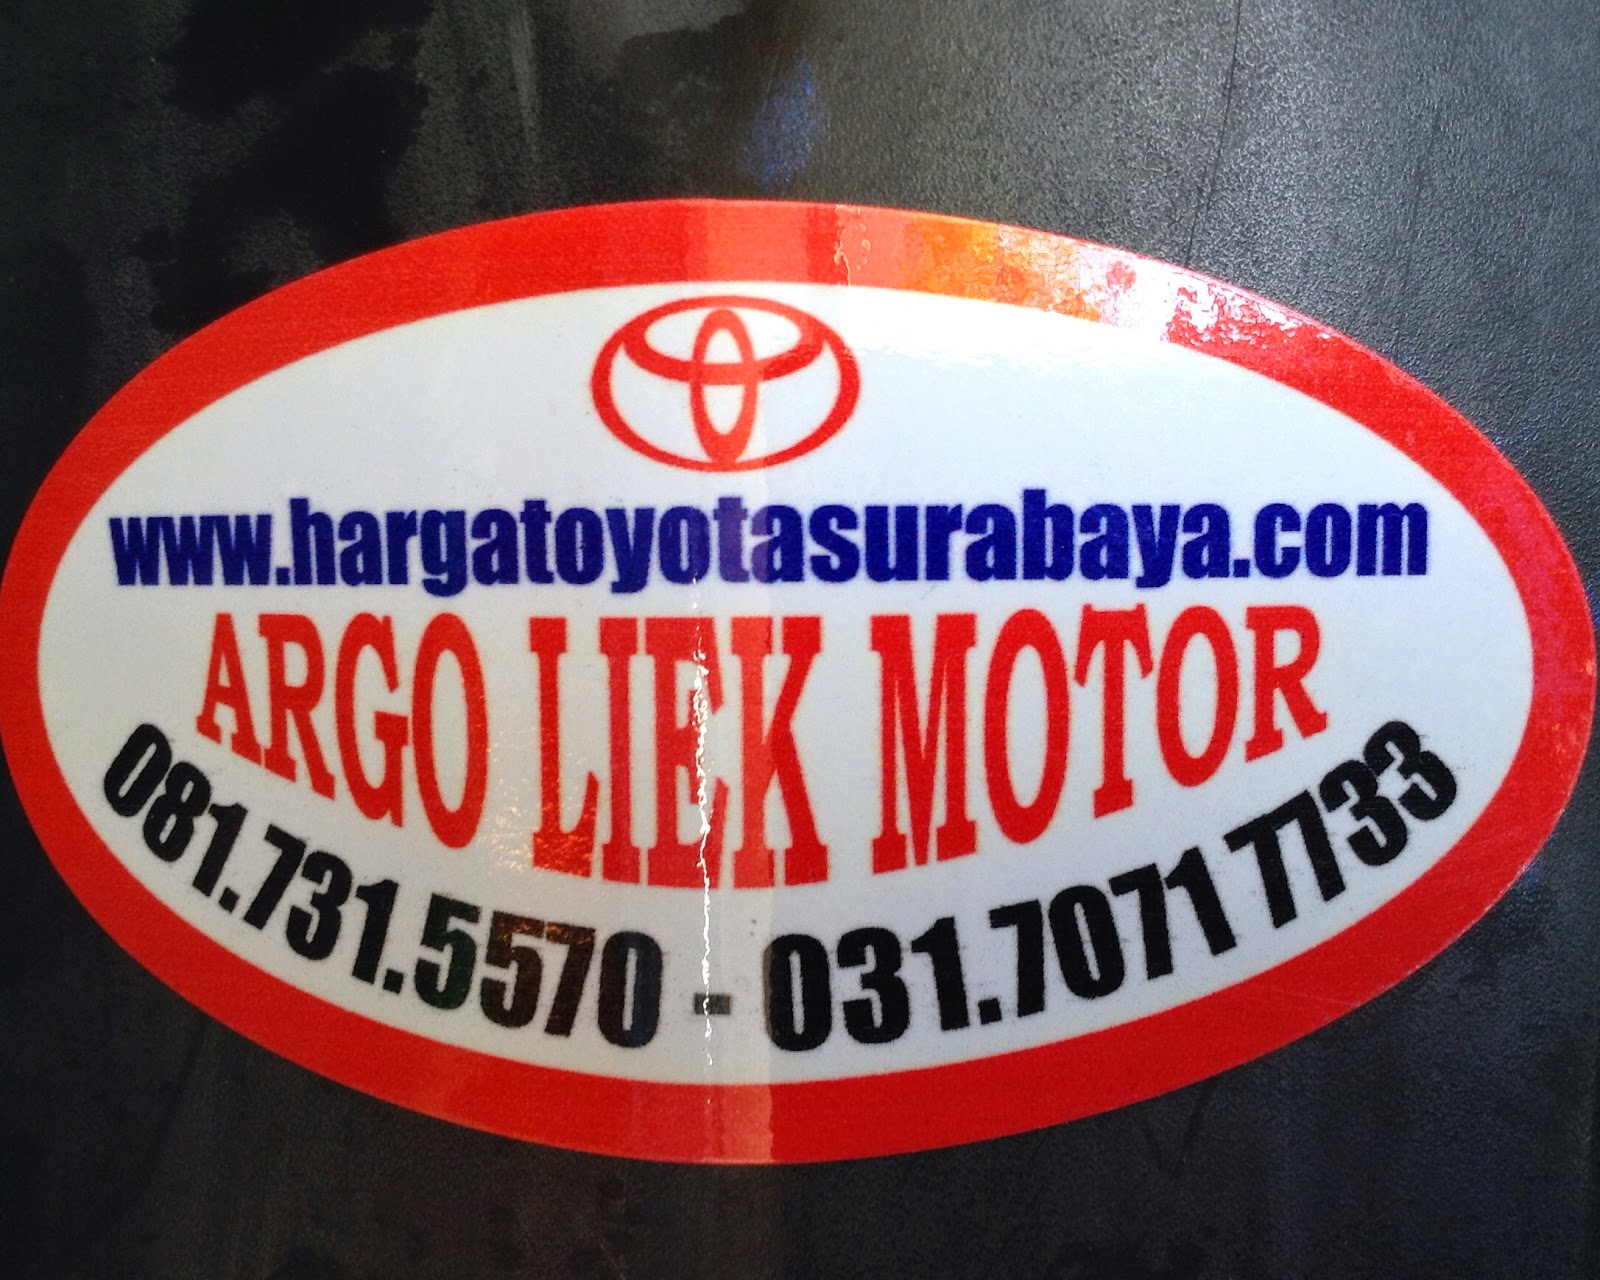 www.hargatoyotasurabaya.com
ARGO LIEK MOTOR
081.731.5570 - 031.7071 7733